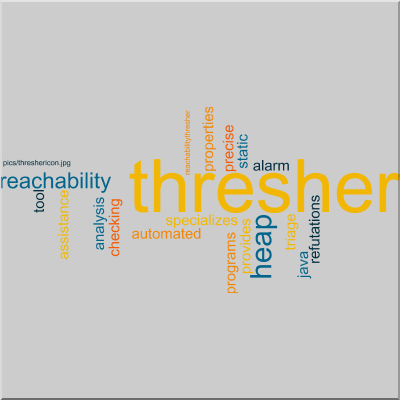 reachabilitythresher
properties
precise
static
pics/threshericon.jpg
alarm
reachability
thresher
tool
assistance
analysis
checking
specializes
automated
programs
provides
heap
triage
java
refutations